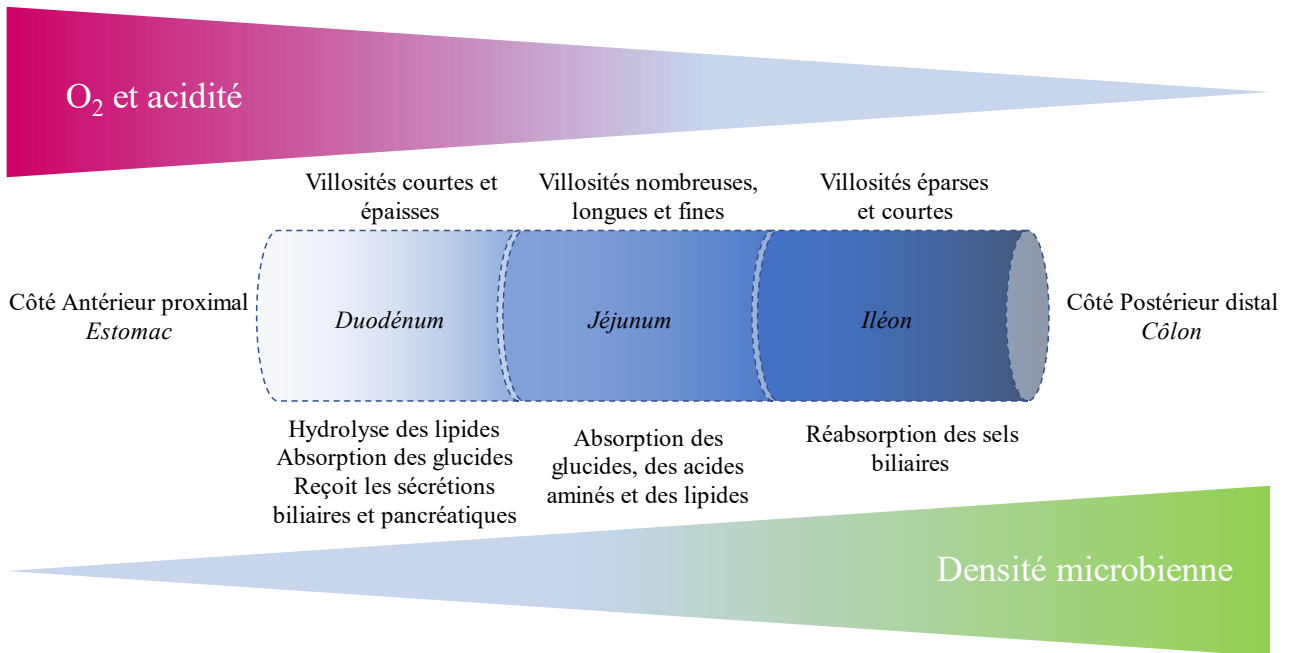 O₂ et acidité
Villosités courtes et
épaisses
Villosités nombreuses,
longues et fines
Villosités éparses
et courtes
Côté Antérieur proximal
Estomac
Duodénum
Jéjunum
Iléon
Côté Postérieur distal
Côlon
Hydrolyse des lipides
Absorption des glucides
Reçoit les sécrétions
biliaires et pancréatiques
Absorption des
glucides, des acides
aminés et des lipides
Réabsorption des sels
biliaires
Densité microbienne